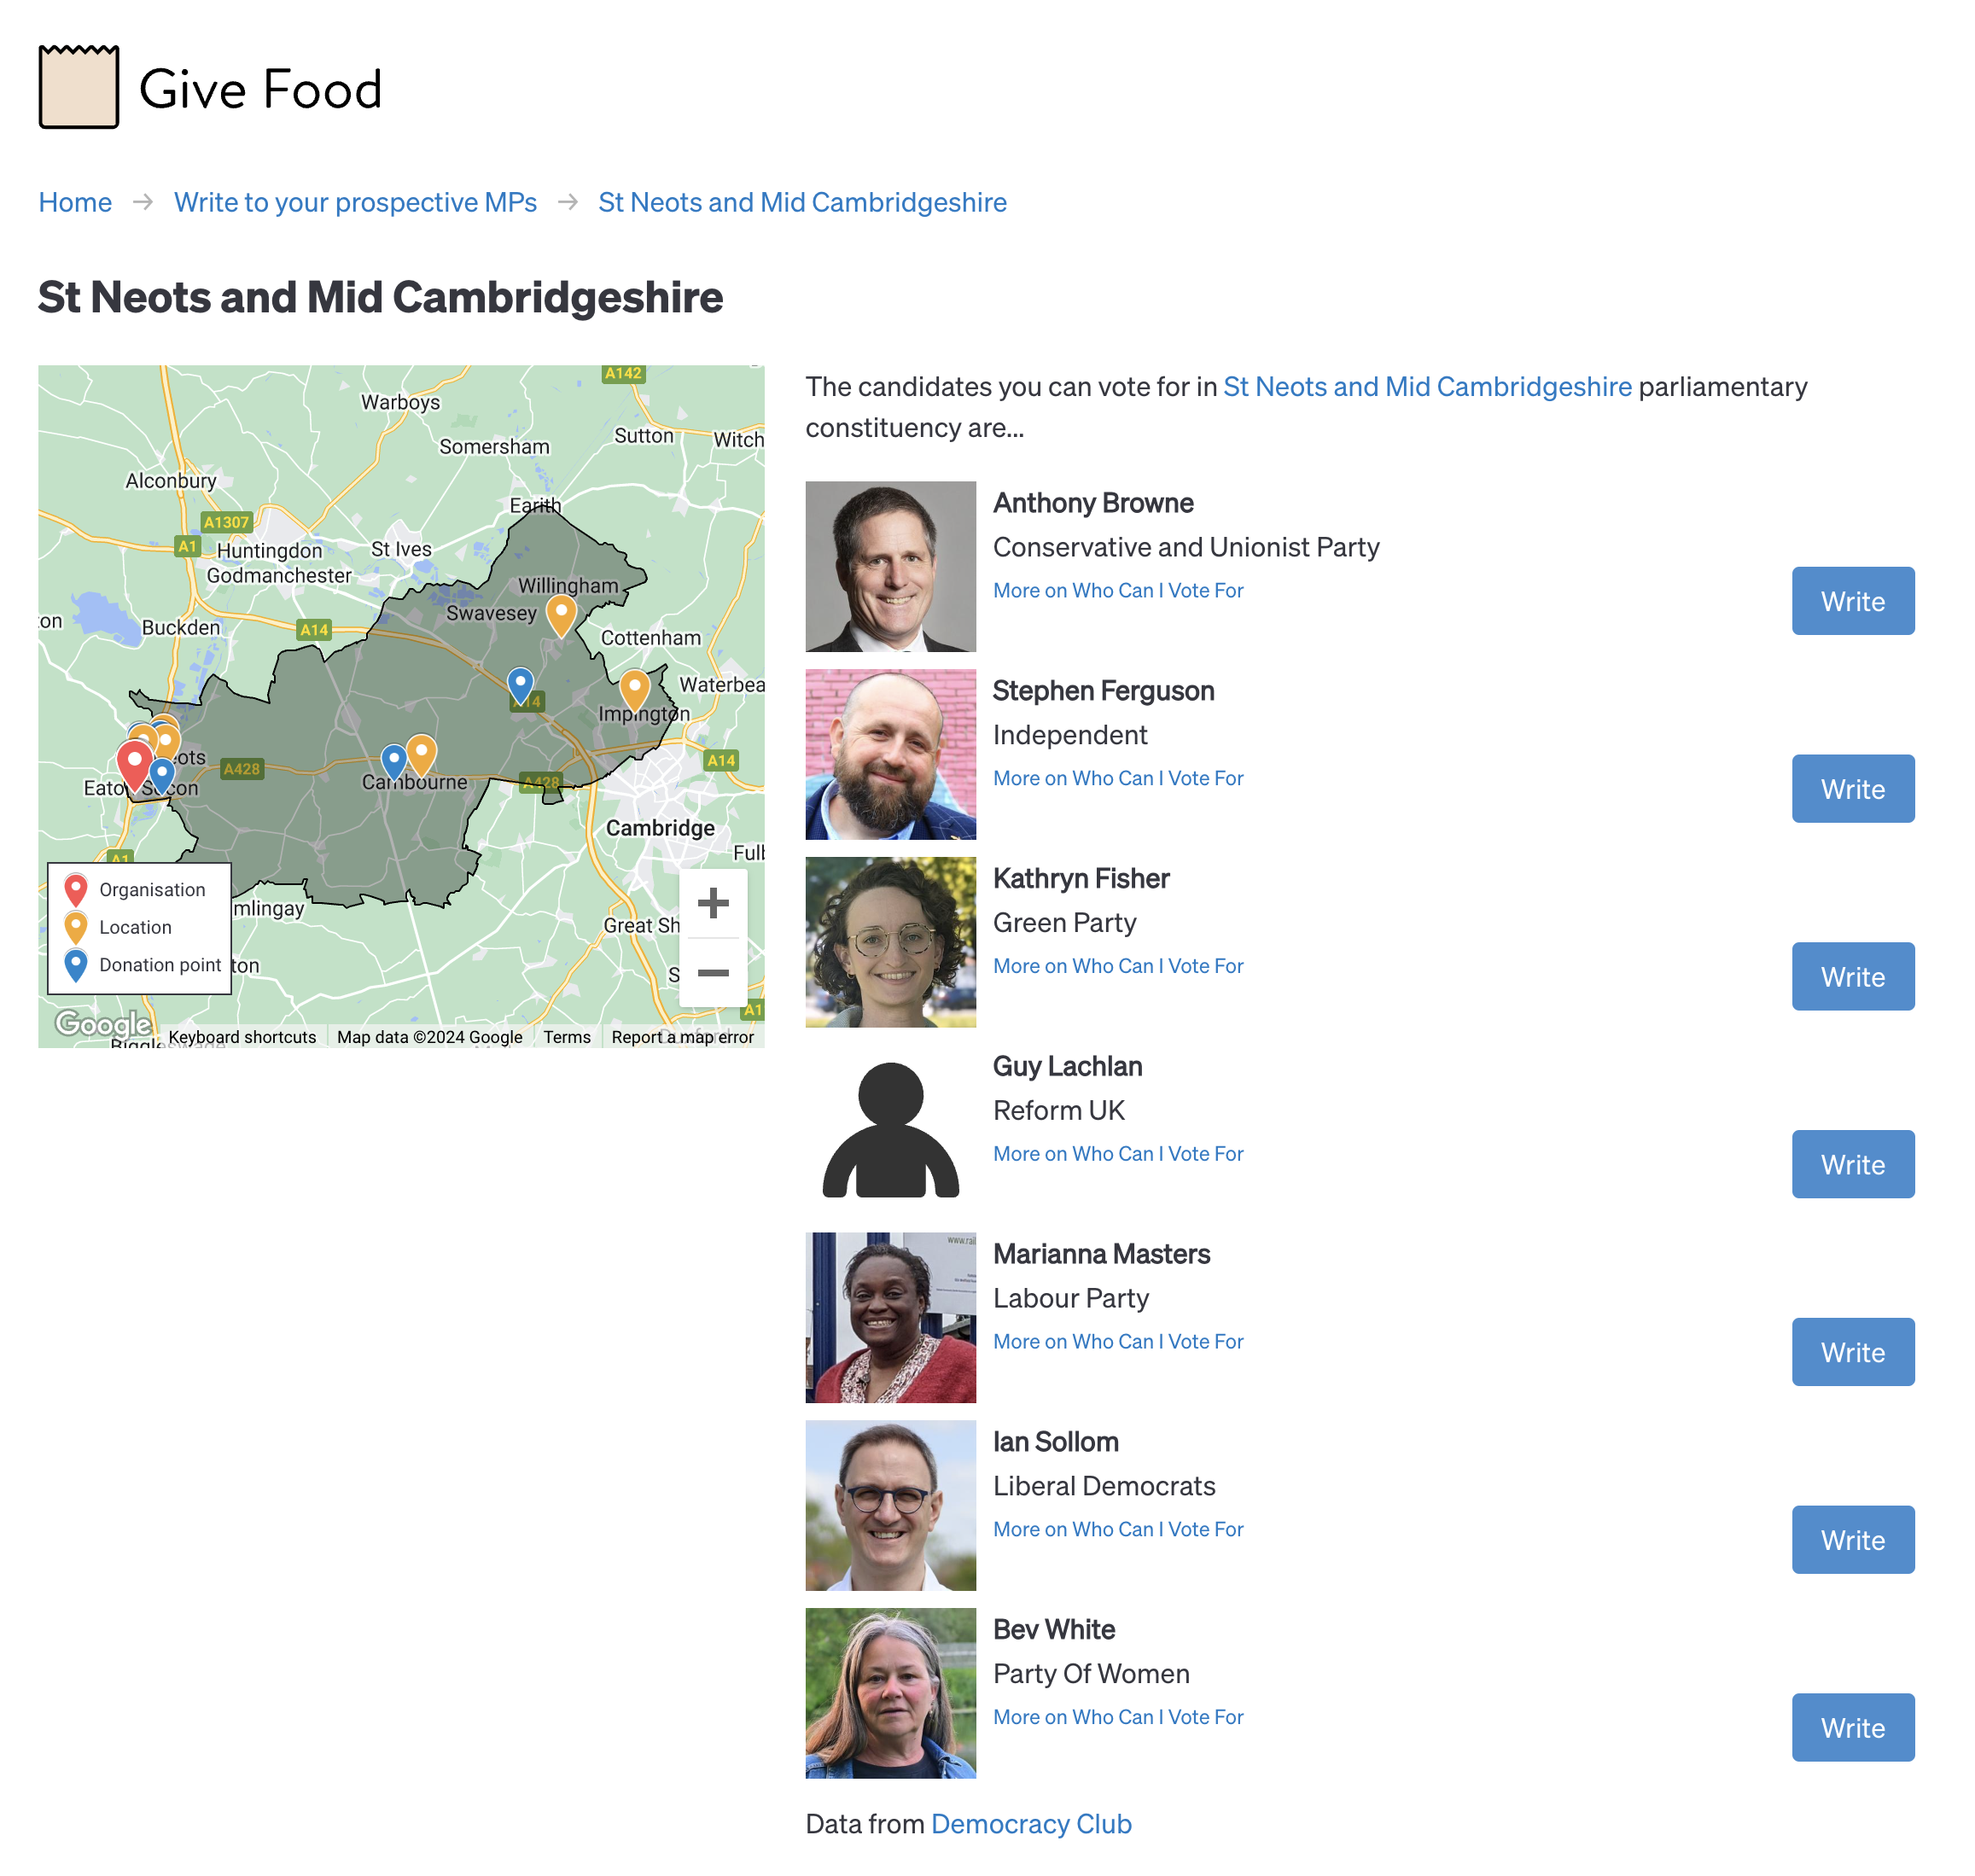 Give Food
Home → Write to your prospective MPs → St Neots and Mid Cambridgeshire
St Neots and Mid Cambridgeshire
A142
Warboys
Sutton
Witch
Somersham
Alconbury
Earith
A1307
A1
Huntingdon
St Ives
Godmanchester
Willingham
Swavesey
on
Buckden
A14
Cottenham
Waterbea
A14
Impington
ots
A428
A14
Eaton Socon
Cambourne
A428
Cambridge
A1
Fulb
Organisation
Location
Donation point
mlingay
Great Sh
ton
S
A1
Google
Keyboard shortcuts
Map data ©2024 Google
Terms
Report a map error
Biggleswade
The candidates you can vote for in St Neots and Mid Cambridgeshire parliamentary
constituency are...
Anthony Browne
Conservative and Unionist Party
More on Who Can I Vote For
Write
Stephen Ferguson
Independent
More on Who Can I Vote For
Write
Kathryn Fisher
Green Party
More on Who Can I Vote For
Write
Guy Lachlan
Reform UK
More on Who Can I Vote For
Write
www.rail
Marianna Masters
Labour Party
More on Who Can I Vote For
Write
Ian Sollom
Liberal Democrats
More on Who Can I Vote For
Write
Bev White
Party Of Women
More on Who Can I Vote For
Write
Data from Democracy Club